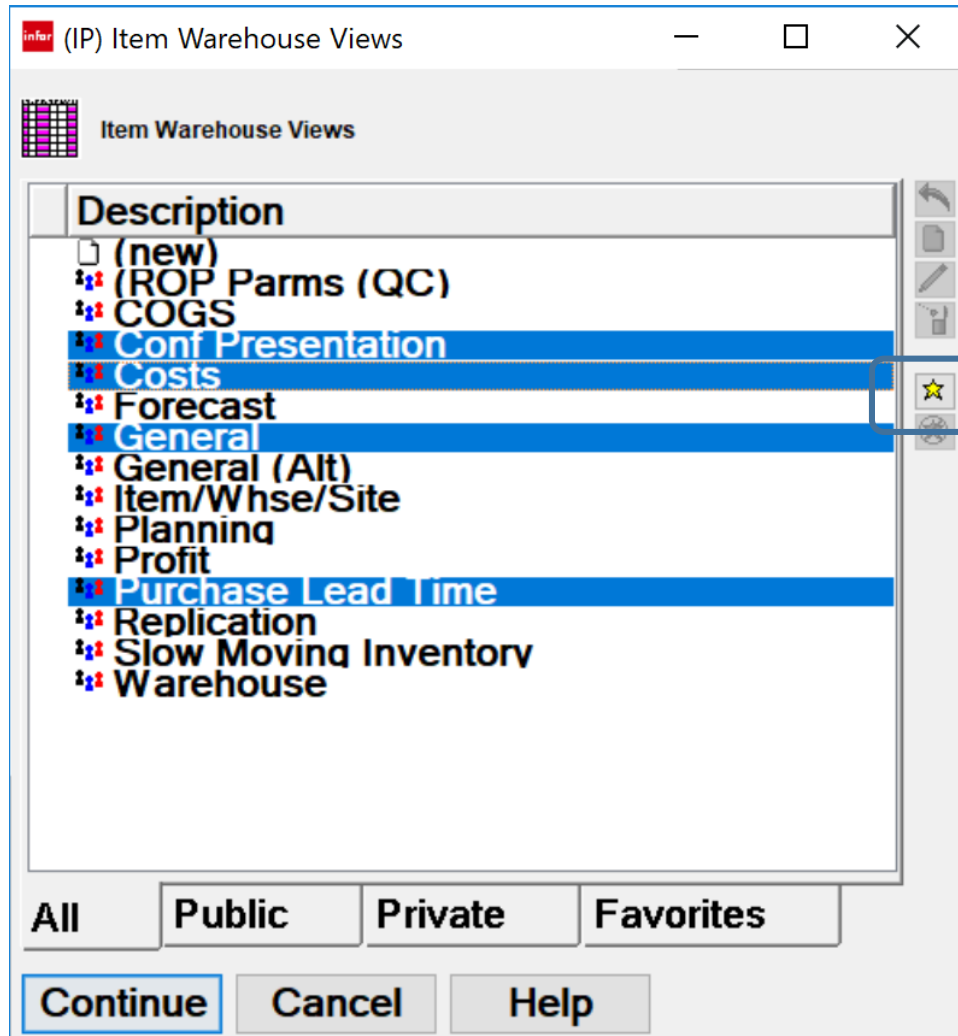 infor (IP) Item Warehouse Views
Item Warehouse Views
Description
(new)
(ROP Parms (QC)
COGS
Conf Presentation
Costs
Forecast
General
General (Alt)
Item/Whse/Site
Planning
Profit
Purchase Lead Time
Replication
Slow Moving Inventory
Warehouse
All Public Private Favorites
Continue Cancel Help